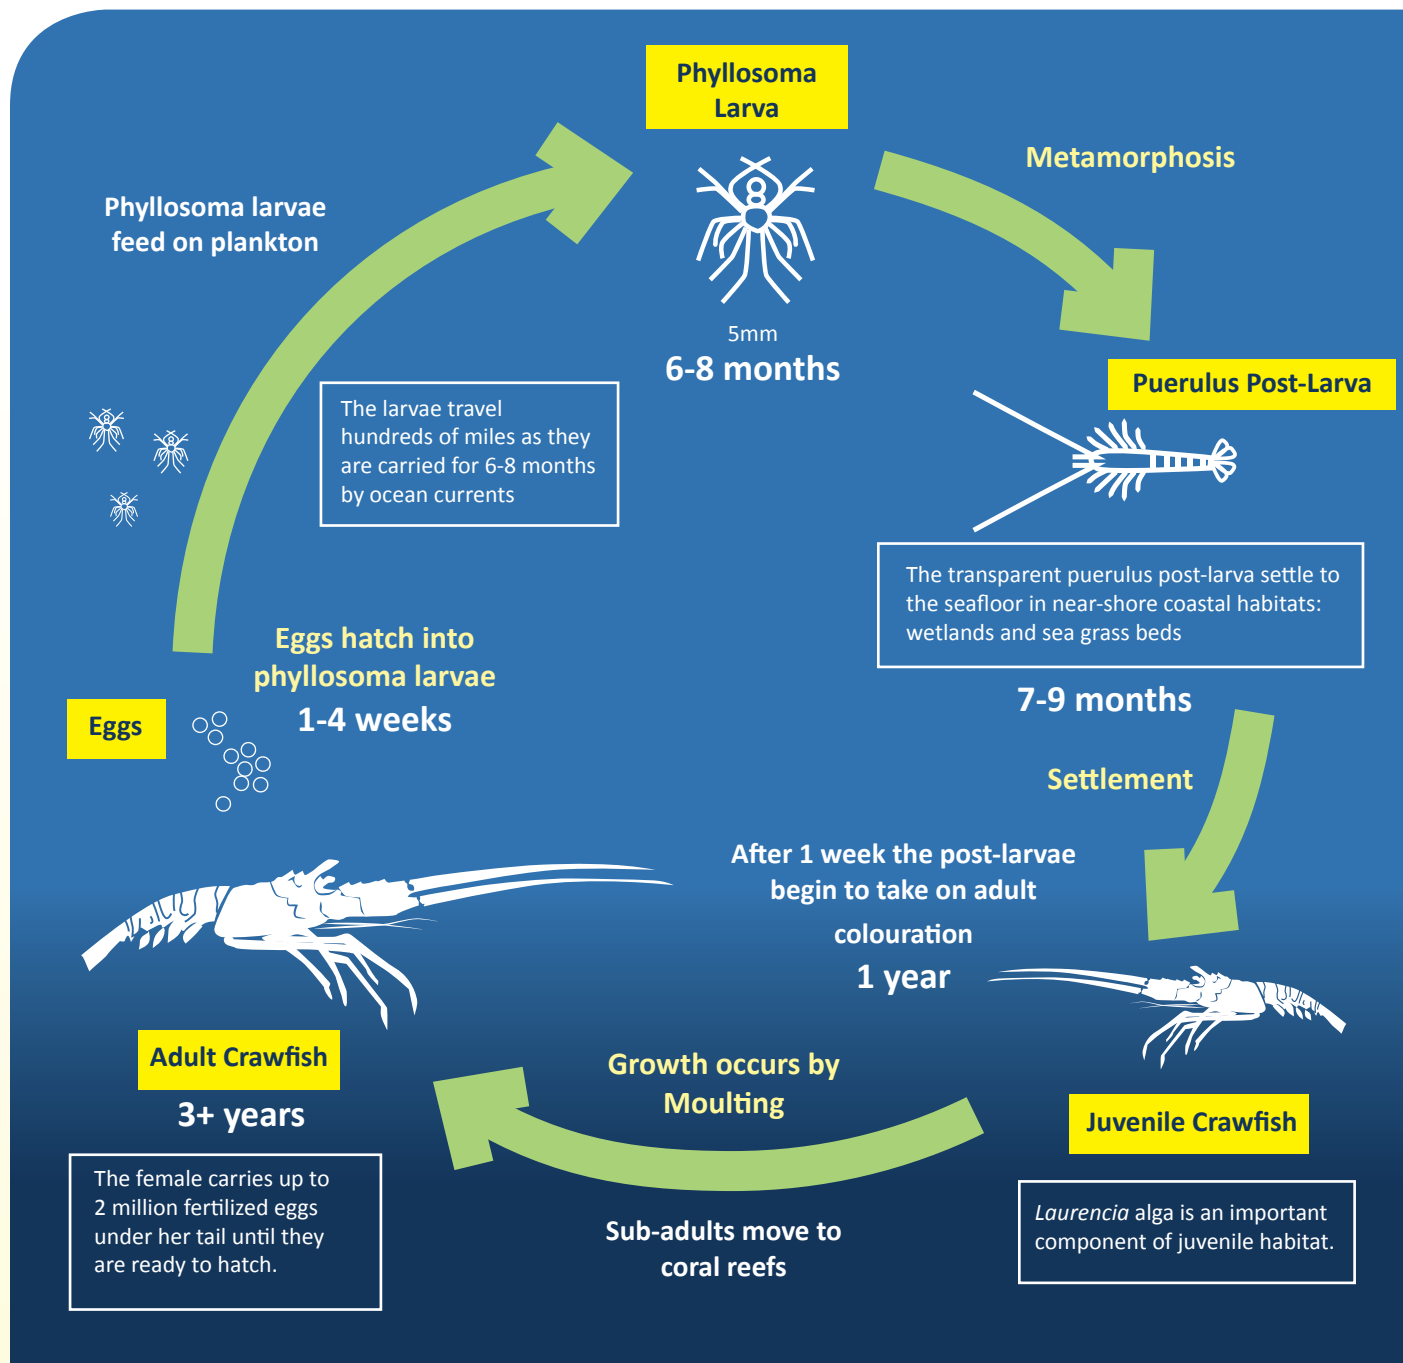 Phyllosoma
Larva
5mm
6-8 months
Metamorphosis
Puerulus Post-Larva
The transparent puerulus post-larva settle to
the seafloor in near-shore coastal habitats:
wetlands and sea grass beds
7-9 months
Settlement
After 1 week the post-larvae
begin to take on adult
colouration
1 year
Juvenile Crawfish
Laurencia alga is an important
component of juvenile habitat.
Growth occurs by
Moulting
Sub-adults move to
coral reefs
Adult Crawfish
3+ years
The female carries up to
2 million fertilized eggs
under her tail until they
are ready to hatch.
Eggs
Eggs hatch into
phyllosoma larvae
1-4 weeks
Phyllosoma larvae
feed on plankton
The larvae travel
hundreds of miles as they
are carried for 6-8 months
by ocean currents